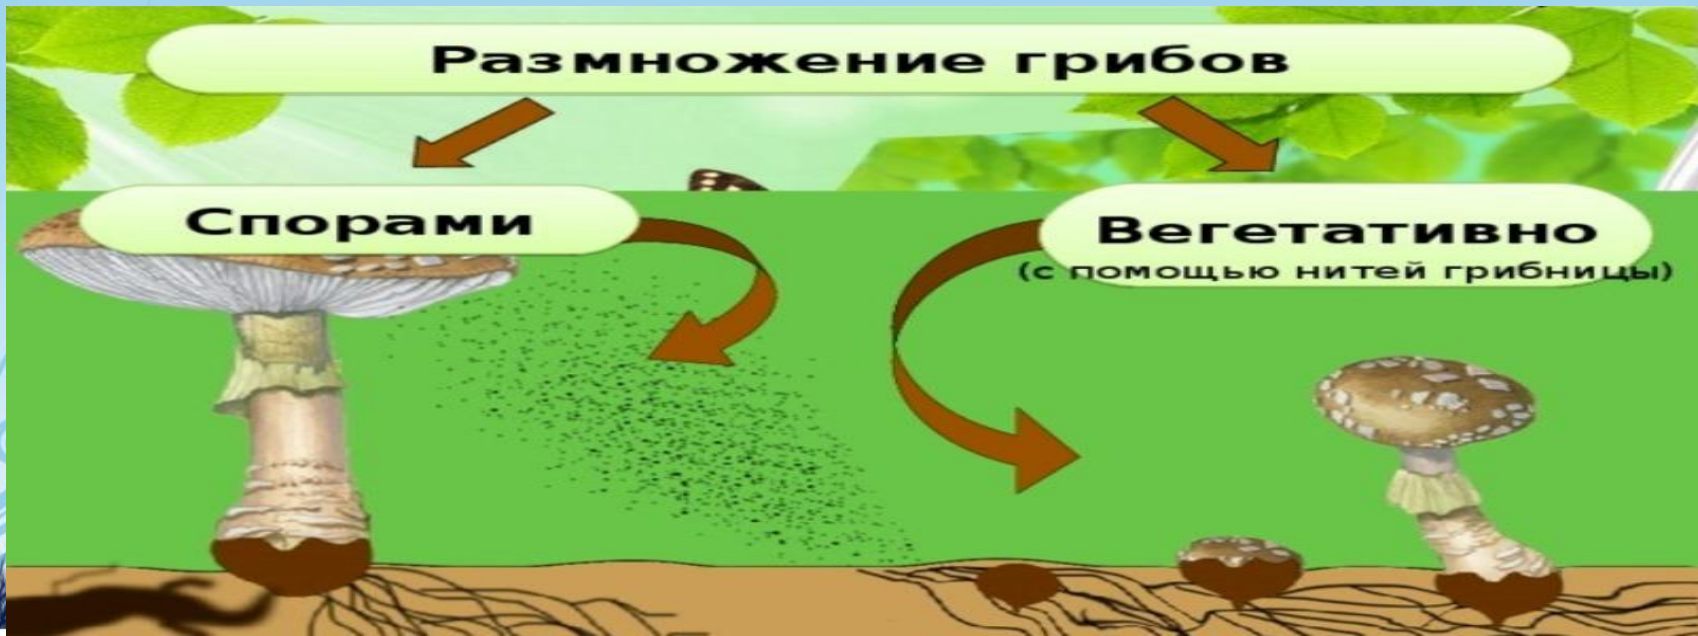 Размножение грибов
Спорами
Вегетативно
(с помощью нитей грибницы)